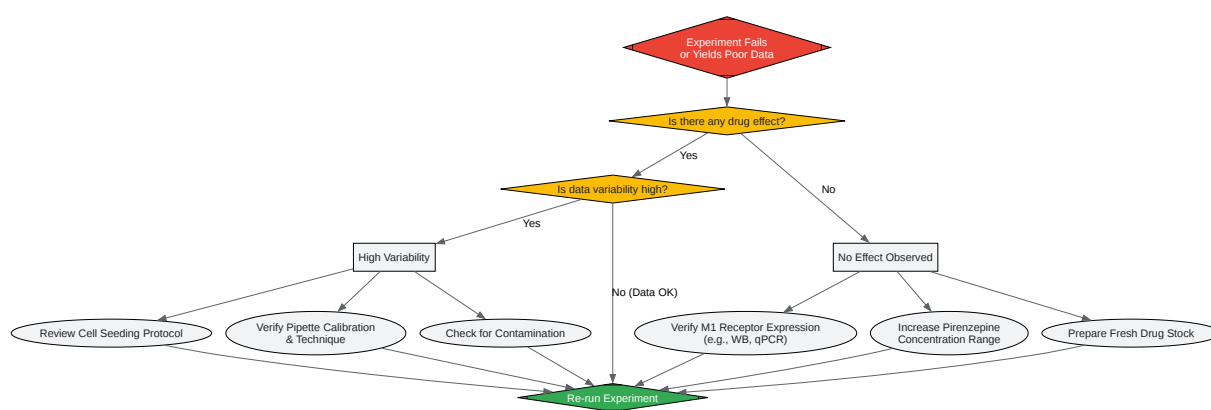 Experiment Fails
or Yields Poor Data
Is there any drug effect?
Yes
No
Is data variability high?
Yes
No (Data OK)
High Variability
No Effect Observed
Review Cell Seeding Protocol
Verify Pipette Calibration
& Technique
Check for Contamination
Verify M1 Receptor Expression
(e.g., WB, qPCR)
Increase Pirenzepine
Concentration Range
Prepare Fresh Drug Stock
Re-run Experiment